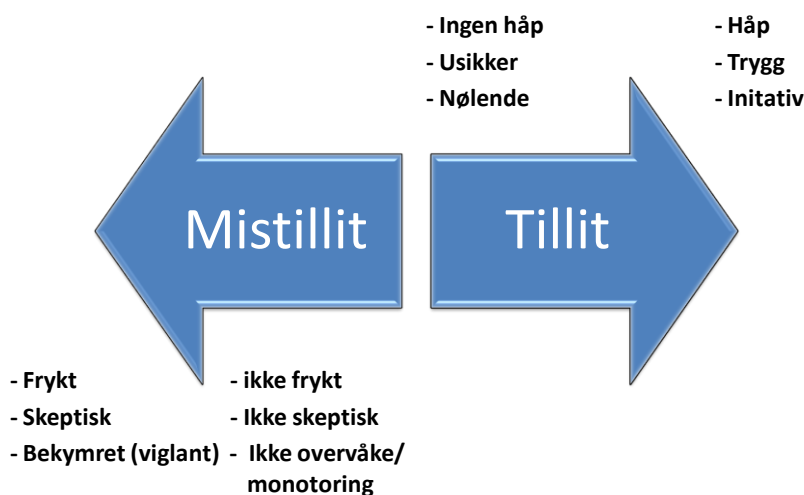 - Ingen håp
- Usikker
- Nølende
- Håp
- Trygg
- Initativ
Mistillit
Tillit
- Frykt
- Skeptisk
- Bekymret (viglant)
- ikke frykt
- Ikke skeptisk
- Ikke overvåke/
monotoring